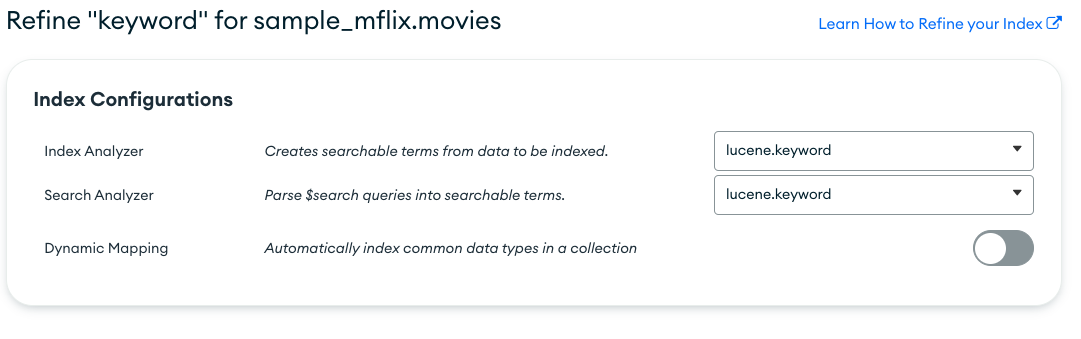 Refine "keyword" for sample_mflix.movies
Learn How to Refine your Index
Index Configurations
Index Analyzer
Creates searchable terms from data to be indexed.
lucene.keyword
Search Analyzer
Parse $search queries into searchable terms.
lucene.keyword
Dynamic Mapping
Automatically index common data types in a collection